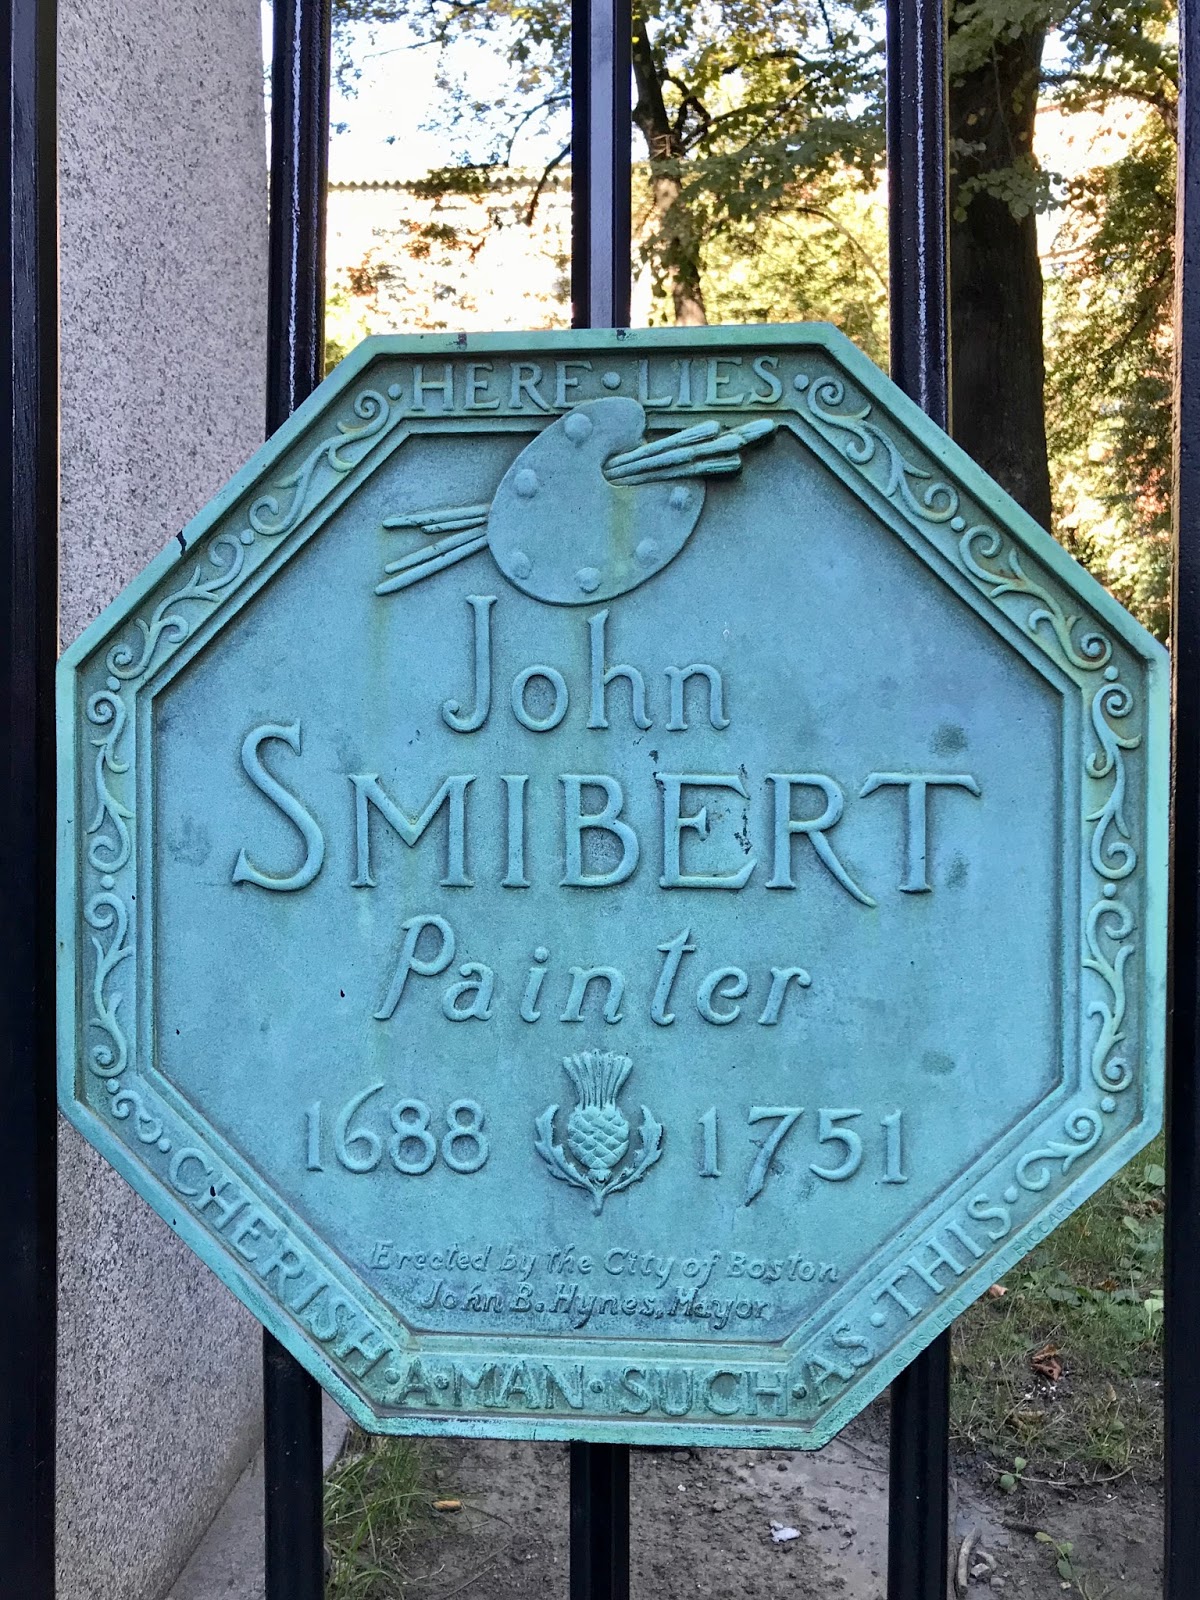 HERE · LIES
John
SMIBERT
Painter
1688 1751
Erected by the City of Boston
John B. Hynes, Mayor
· CHERISH · A · MAN · SUCH · AS · THIS ·